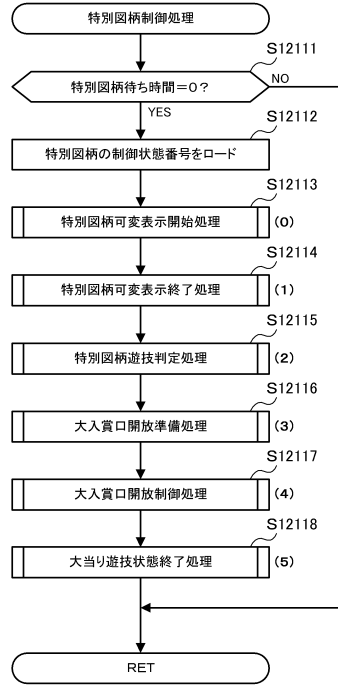 特別図柄制御処理
S12111
特別図柄待ち時間=0?
NO
YES
S12112
特別図柄の制御状態番号をロード
S12113
特別図柄可変表示開始処理
(0)
S12114
特別図柄可変表示終了処理
(1)
S12115
特別図柄遊技判定処理
(2)
S12116
大入賞口開放準備処理
(3)
S12117
大入賞口開放制御処理
(4)
S12118
大当り遊技状態終了処理
(5)
RET